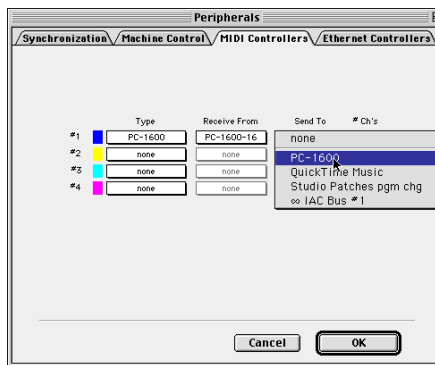 Peripherals
Synchronization Machine Control MIDI Controllers Ethernet Controllers
Type Receive From Send To # Ch's
#1 PC-1600 PC-1600-16 none
#2 none none PC-1600
#3 none none QuickTime Music
#4 none none Studio Patches pgm chg
∞ IAC Bus #1
Cancel OK